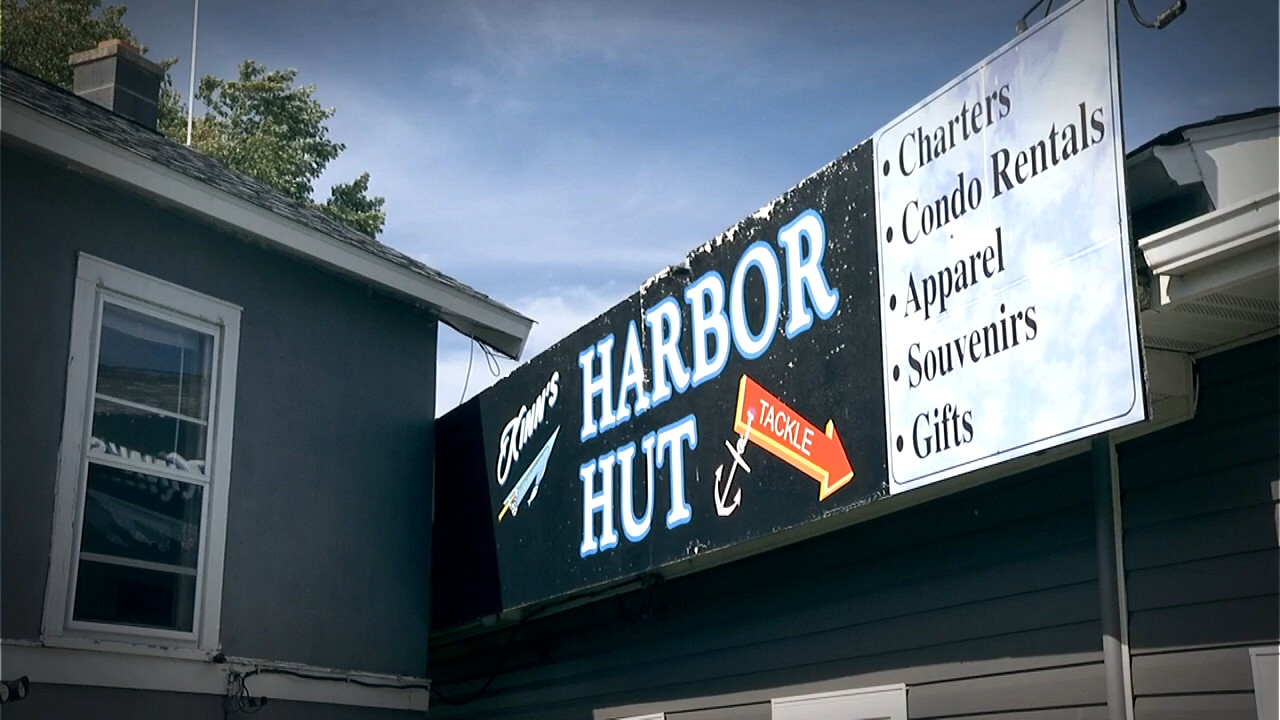 HARBOR
HUT
TACKLE
• Charters
• Condo Rentals
• Apparel
• Souvenirs
• Gifts